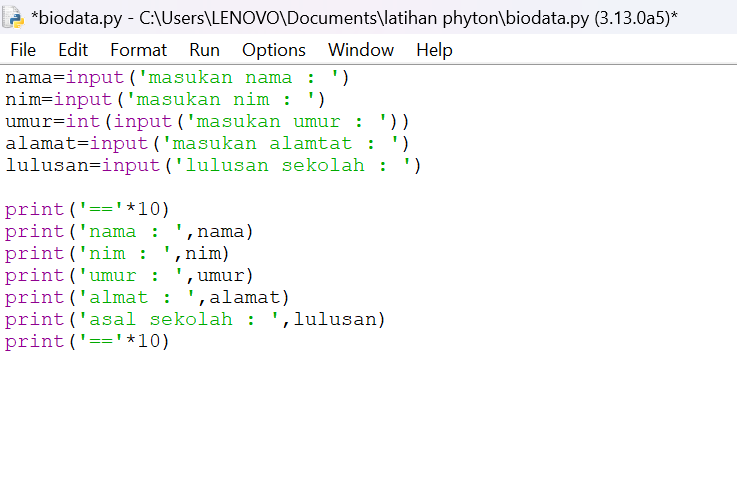 *biodata.py - C:\Users\LENOVO\Documents\latihan phyton\biodata.py (3.13.0a5)*
File Edit Format Run Options Window Help
nama=input('masukan nama : ')
nim=input('masukan nim : ')
umur=int(input('masukan umur : '))
alamat=input('masukan alamtat : ')
lulusan=input('lulusan sekolah : ')
print('=='*10)
print('nama : ',nama)
print('nim : ',nim)
print('umur : ',umur)
print('almat : ',alamat)
print('asal sekolah : ',lulusan)
print('=='*10)